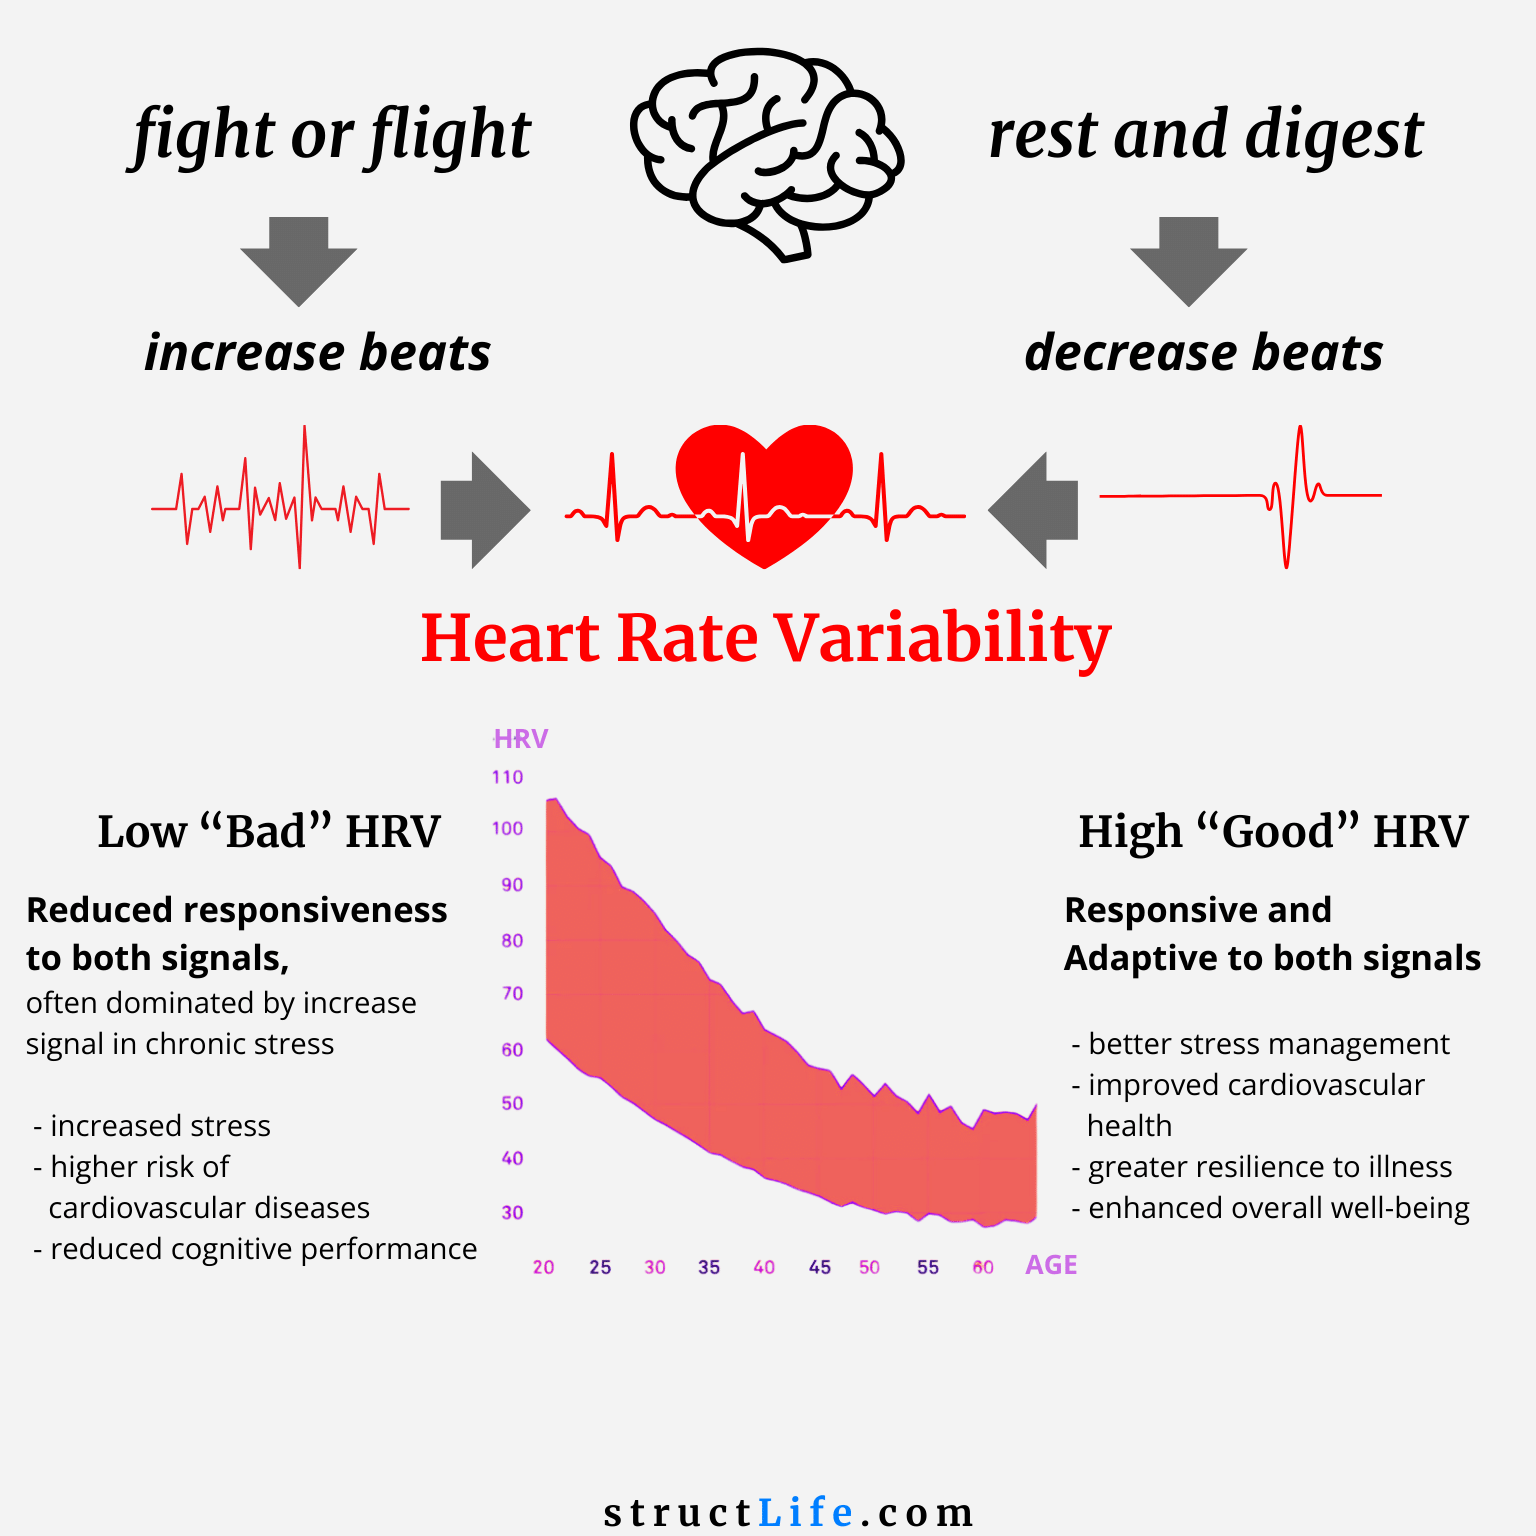 fight or flight
rest and digest
increase beats
decrease beats
Heart Rate Variability
Low “Bad” HRV
Reduced responsiveness
to both signals,
often dominated by increase
signal in chronic stress
- increased stress
- higher risk of
cardiovascular diseases
- reduced cognitive performance
HRV
110
100
90
80
70
60
50
40
30
20 25 30 35 40 45 50 55 60 AGE
High “Good” HRV
Responsive and
Adaptive to both signals
- better stress management
- improved cardiovascular
health
- greater resilience to illness
- enhanced overall well-being
structLife.com